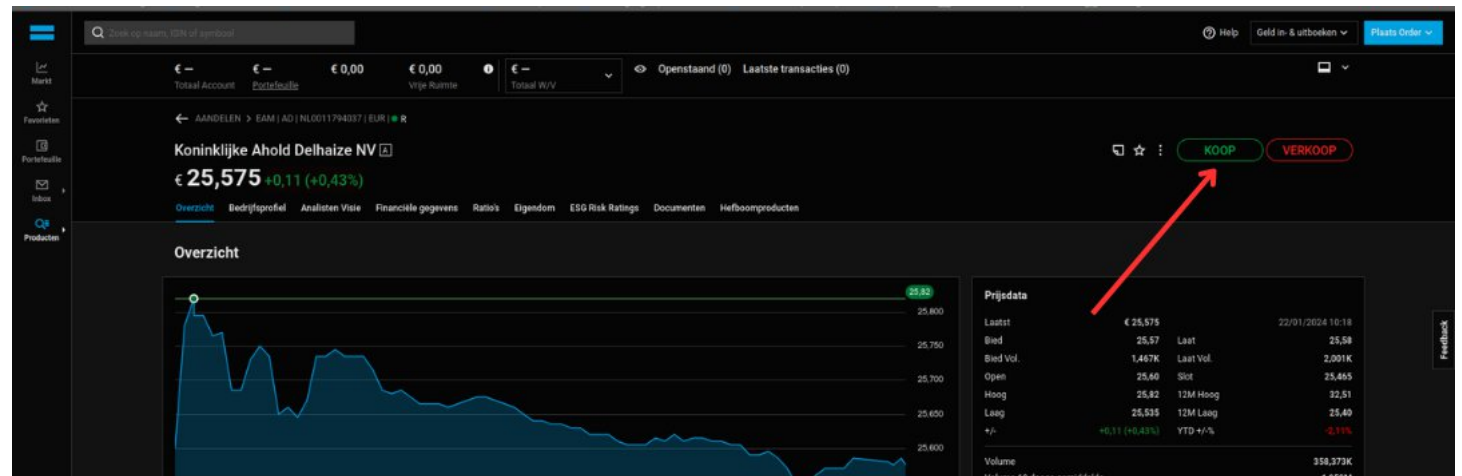 Zoek op naam, ISIN of symbool
Help
Geld in- & uitboeken
Plaats Order
Markt
Favorieten
Portefeuille
Inbox
Producten
€ — € — € 0,00 € 0,00 € —
Totaal Account Portefeuille Vrije Ruimte Totaal W/V
Openstaand (0) Laatste transacties (0)
← AANDELEN > EAM | AD | NL0011794037 | EUR | R
Koninklijke Ahold Delhaize NV A
KOOP
VERKOOP
€ 25,575 +0,11 (+0,43%)
Overzicht Bedrijfsprofiel Analisten Visie Financiële gegevens Ratio's Eigendom ESG Risk Ratings Documenten Hefboomproducten
Overzicht
25,82
25,800
25,750
25,700
25,650
25,600
Prijsdata
Laatst € 25,575 22/01/2024 10:18
Bied 25,57 Laat 25,58
Bied Vol. 1,467K Laat Vol. 2,001K
Open 25,60 Slot 25,465
Hoog 25,82 12M Hoog 32,51
Laag 25,535 12M Laag 25,40
+/- +0,11 (+0,43%) YTD +/-% -2,11%
Volume 358,373K
Feedback